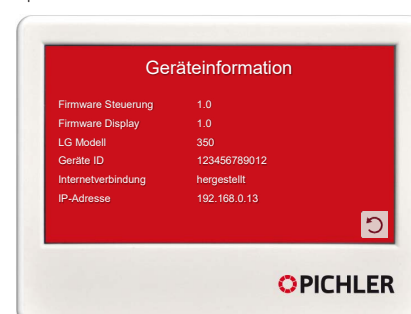 Geräteinformation
Firmware Steuerung 1.0
Firmware Display 1.0
LG Modell 350
Geräte ID 123456789012
Internetverbindung hergestellt
IP-Adresse 192.168.0.13
PICHLER